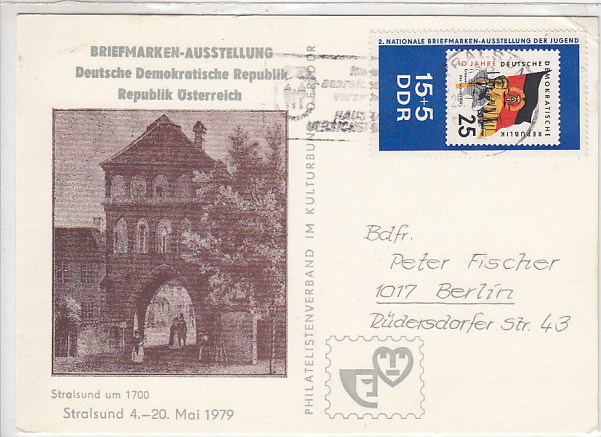 BRIEFMARKEN-AUSSTELLUNG
Deutsche Demokratische Republik
Republik Österreich
Stralsund um 1700
Stralsund 4.–20. Mai 1979
PHILATELISTENVERBAND IM KULTURBUND DER DDR
2. NATIONALE BRIEFMARKEN-AUSSTELLUNG DER JUGEND
15+5
DDR
10 JAHRE DEUTSCHE
DEMOKRATISCHE
REPUBLIK
25
HAUS
Bdfr.
Peter Fischer
1017 Berlin
Rüdersdorfer Str. 43